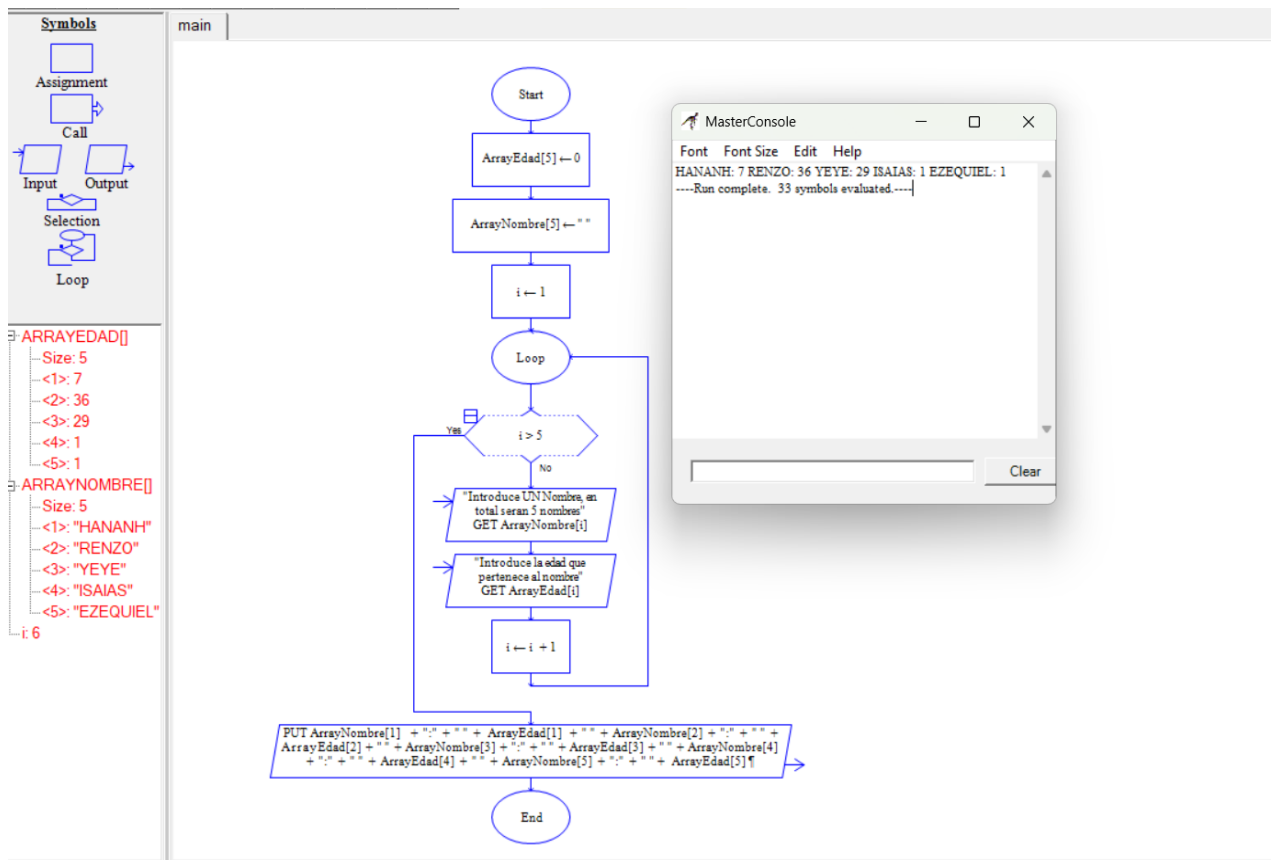 Symbols
Assignment
Call
Input Output
Selection
Loop
ARRAYEDAD[]
Size: 5
<1>: 7
<2>: 36
<3>: 29
<4>: 1
<5>: 1
ARRAYNOMBRE[]
Size: 5
<1>: "HANANH"
<2>: "RENZO"
<3>: "YEYE"
<4>: "ISAIAS"
<5>: "EZEQUIEL"
i: 6
main
Start
ArrayEdad[5] ← 0
ArrayNombre[5] ← " "
i ← 1
Loop
i > 5
Yes
No
"Introduce UN Nombre, en
total seran 5 nombres"
GET ArrayNombre[i]
"Introduce la edad que
pertenece al nombre"
GET ArrayEdad[i]
i ← i + 1
PUT ArrayNombre[1] + ":" + " " + ArrayEdad[1] + " " + ArrayNombre[2] + ":" + " " +
ArrayEdad[2] + " " + ArrayNombre[3] + ":" + " " + ArrayEdad[3] + " " + ArrayNombre[4]
+ ":" + " " + ArrayEdad[4] + " " + ArrayNombre[5] + ":" + " " + ArrayEdad[5]¶
End
MasterConsole
Font Font Size Edit Help
HANANH: 7 RENZO: 36 YEYE: 29 ISAIAS: 1 EZEQUIEL: 1
----Run complete. 33 symbols evaluated.----
Clear